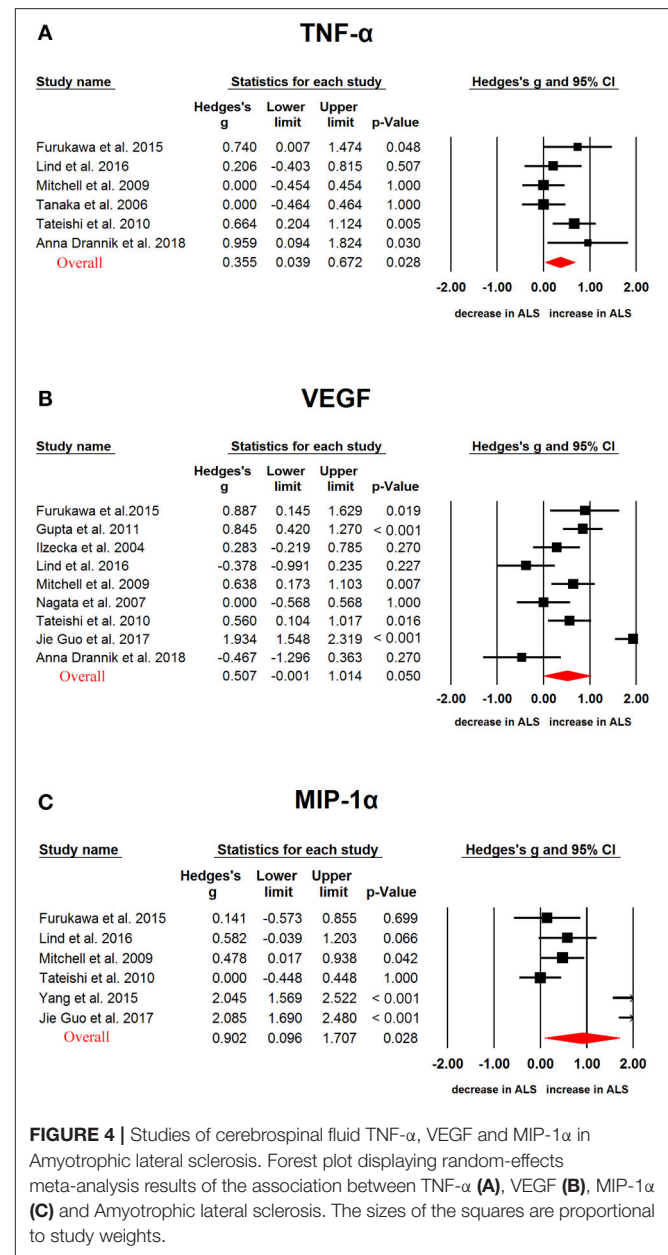 A
TNF-α
Study name Statistics for each study Hedges's g and 95% CI
Hedges's g Lower limit Upper limit p-Value
Furukawa et al. 2015 0.740 0.007 1.474 0.048
Lind et al. 2016 0.206 -0.403 0.815 0.507
Mitchell et al. 2009 0.000 -0.454 0.454 1.000
Tanaka et al. 2006 0.000 -0.464 0.464 1.000
Tateishi et al. 2010 0.664 0.204 1.124 0.005
Anna Drannik et al. 2018 0.959 0.094 1.824 0.030
Overall 0.355 0.039 0.672 0.028
-2.00 -1.00 0.00 1.00 2.00
decrease in ALS increase in ALS
B
VEGF
Study name Statistics for each study Hedges's g and 95% CI
Hedges's g Lower limit Upper limit p-Value
Furukawa et al.2015 0.887 0.145 1.629 0.019
Gupta et al. 2011 0.845 0.420 1.270 < 0.001
Ilzecka et al. 2004 0.283 -0.219 0.785 0.270
Lind et al. 2016 -0.378 -0.991 0.235 0.227
Mitchell et al. 2009 0.638 0.173 1.103 0.007
Nagata et al. 2007 0.000 -0.568 0.568 1.000
Tateishi et al. 2010 0.560 0.104 1.017 0.016
Jie Guo et al. 2017 1.934 1.548 2.319 < 0.001
Anna Drannik et al. 2018 -0.467 -1.296 0.363 0.270
Overall 0.507 -0.001 1.014 0.050
-2.00 -1.00 0.00 1.00 2.00
decrease in ALS increase in ALS
C
MIP-1α
Study name Statistics for each study Hedges's g and 95% CI
Hedges's g Lower limit Upper limit p-Value
Furukawa et al. 2015 0.141 -0.573 0.855 0.699
Lind et al. 2016 0.582 -0.039 1.203 0.066
Mitchell et al. 2009 0.478 0.017 0.938 0.042
Tateishi et al. 2010 0.000 -0.448 0.448 1.000
Yang et al. 2015 2.045 1.569 2.522 < 0.001
Jie Guo et al. 2017 2.085 1.690 2.480 < 0.001
Overall 0.902 0.096 1.707 0.028
-2.00 -1.00 0.00 1.00 2.00
decrease in ALS increase in ALS
FIGURE 4 | Studies of cerebrospinal fluid TNF-α, VEGF and MIP-1α in
Amyotrophic lateral sclerosis. Forest plot displaying random-effects
meta-analysis results of the association between TNF-α (A), VEGF (B), MIP-1α
(C) and Amyotrophic lateral sclerosis. The sizes of the squares are proportional
to study weights.